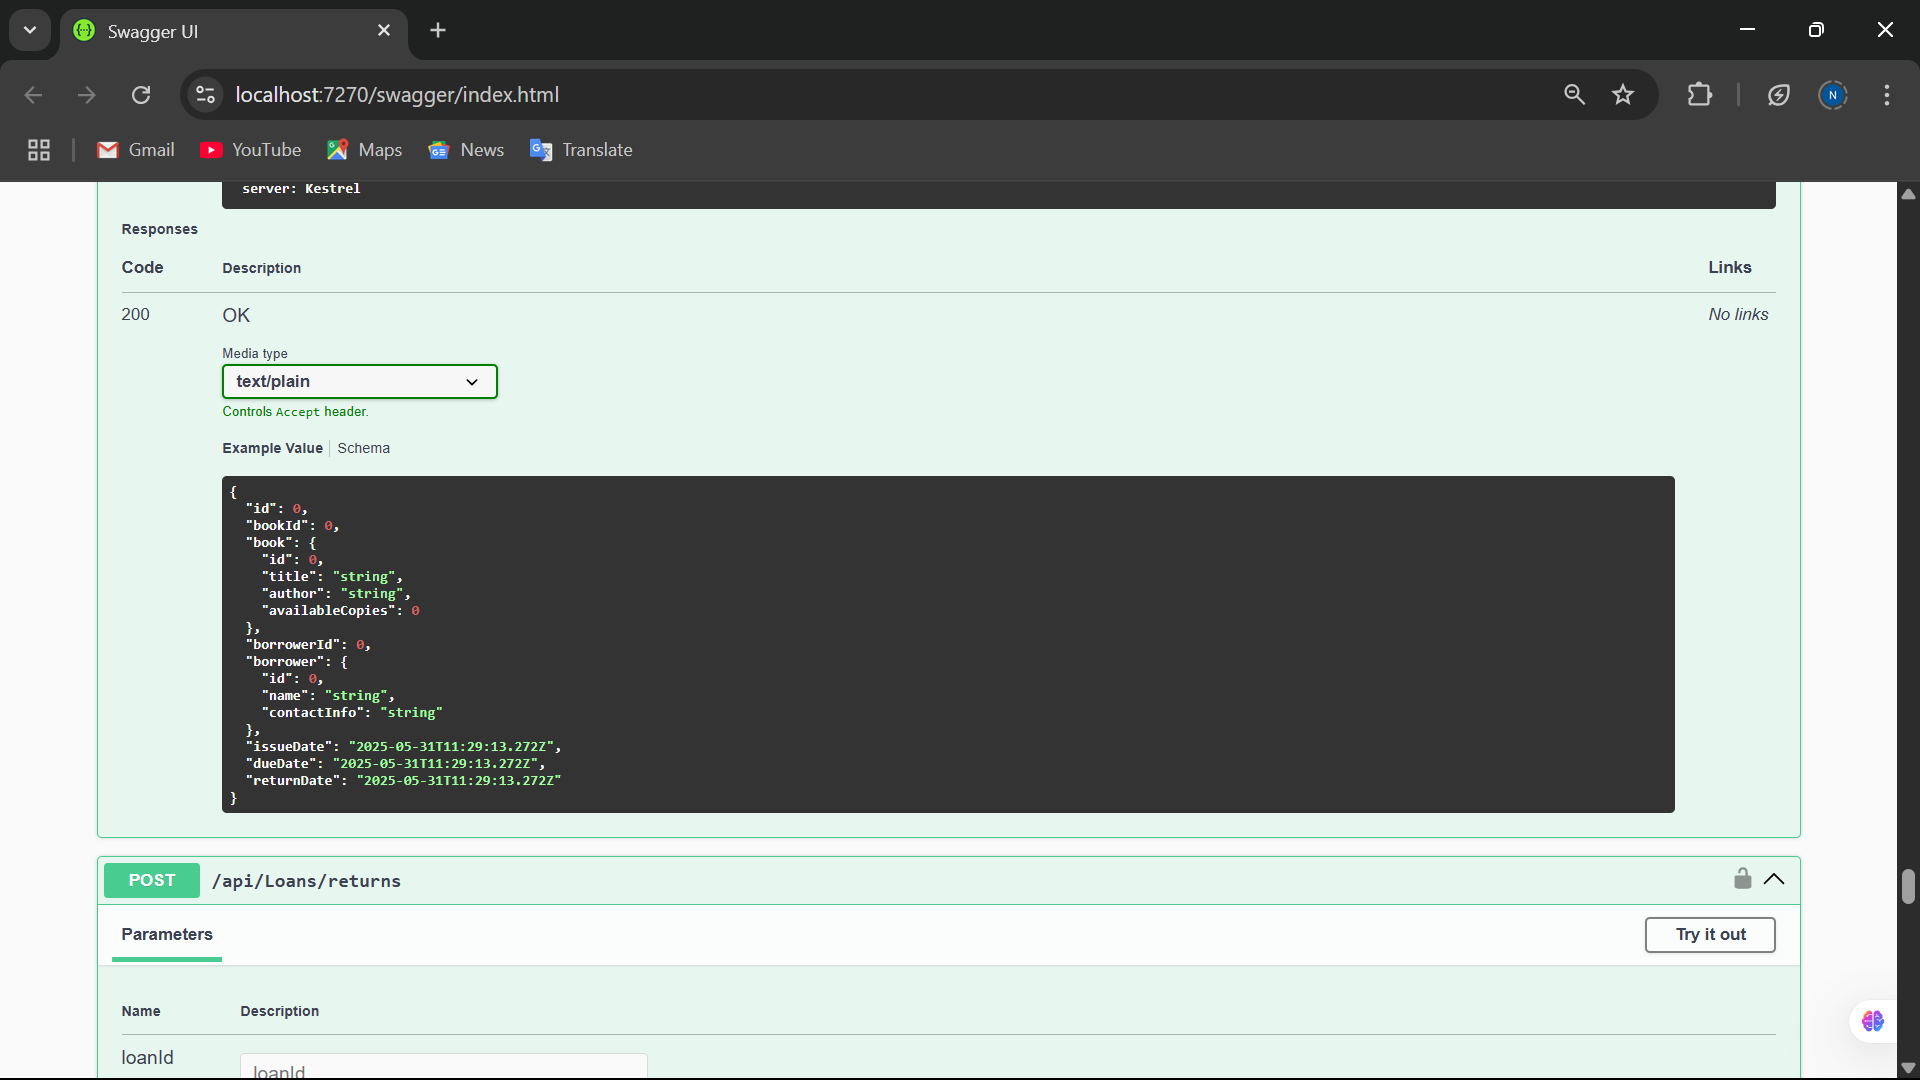 Swagger UI
localhost:7270/swagger/index.html
N
Gmail YouTube Maps News Translate
server: Kestrel
Responses
Code Description Links
200 OK No links
Media type
text/plain
Controls Accept header.
Example Value Schema
{
"id": 0,
"bookId": 0,
"book": {
"id": 0,
"title": "string",
"author": "string",
"availableCopies": 0
},
"borrowerId": 0,
"borrower": {
"id": 0,
"name": "string",
"contactInfo": "string"
},
"issueDate": "2025-05-31T11:29:13.272Z",
"dueDate": "2025-05-31T11:29:13.272Z",
"returnDate": "2025-05-31T11:29:13.272Z"
}
POST /api/Loans/returns
Parameters Try it out
Name Description
loanId
loanId